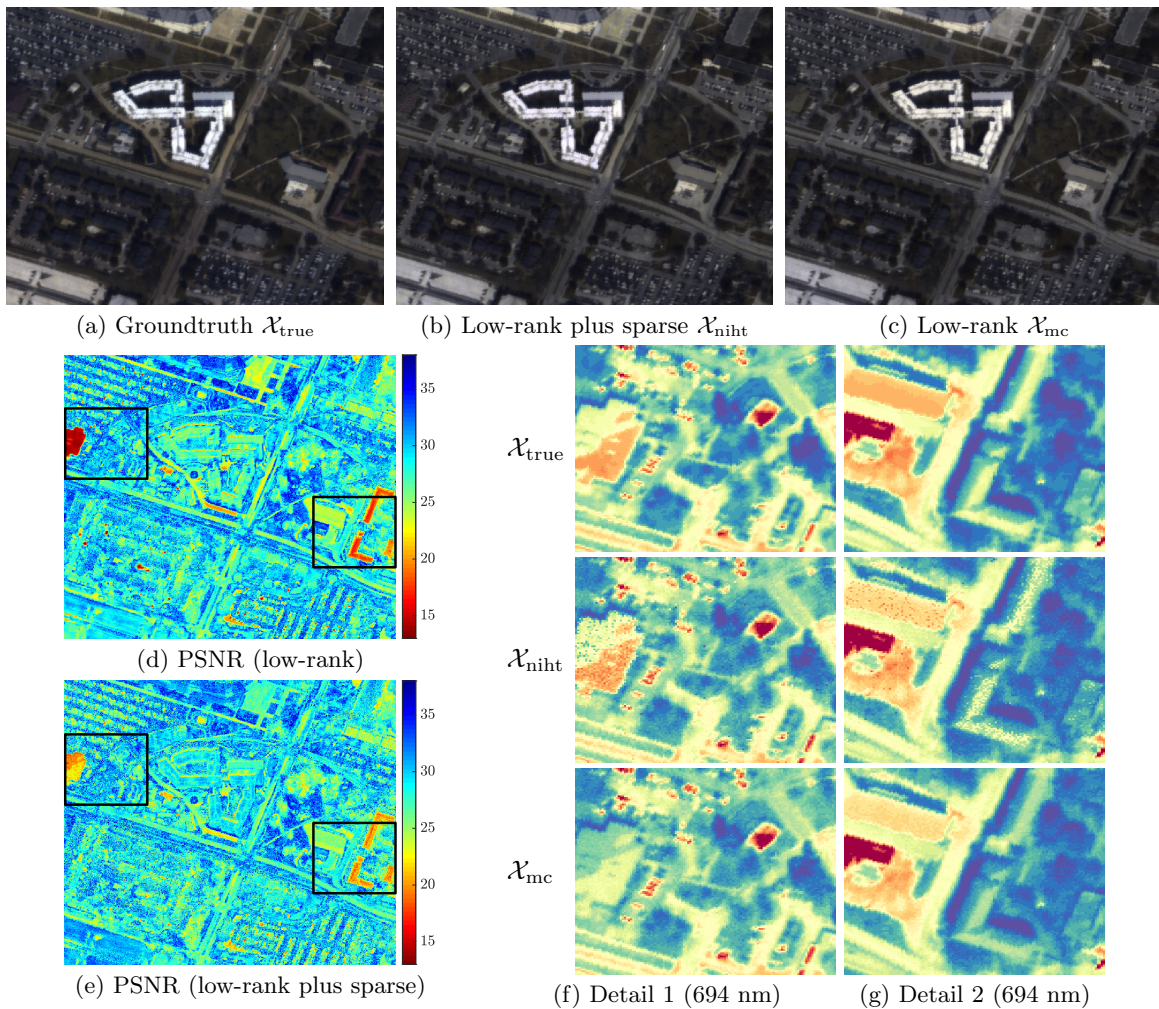 (a) Groundtruth 𝒳true
(b) Low-rank plus sparse 𝒳niht
(c) Low-rank 𝒳mc
35
30
25
20
15
(d) PSNR (low-rank)
35
30
25
20
15
(e) PSNR (low-rank plus sparse)
𝒳true
𝒳niht
𝒳mc
(f) Detail 1 (694 nm)
(g) Detail 2 (694 nm)